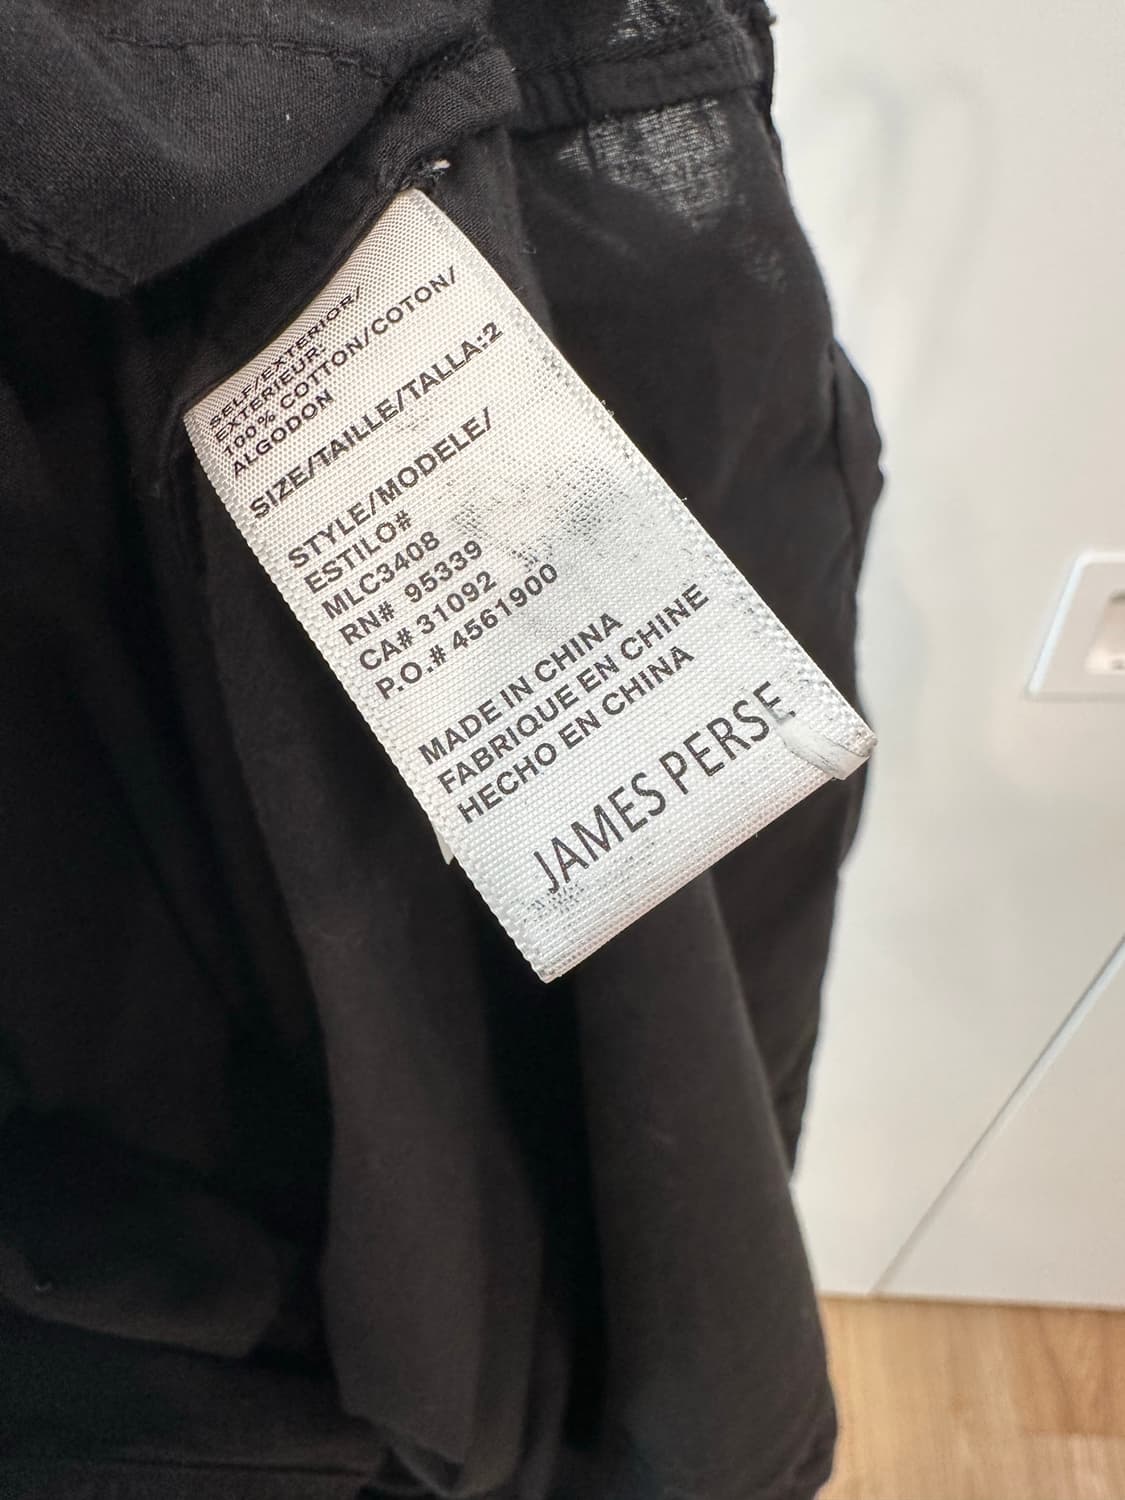 SELF/EXTERIOR/
EXTERIEUR:
100% COTTON/COTON/
ALGODON
SIZE/TAILLE/TALLA:2
STYLE/MODELE/
ESTILO#
MLC3408
RN# 95339
CA# 31092
P.O.# 4561900
MADE IN CHINA
FABRIQUE EN CHINE
HECHO EN CHINA
JAMES PERSE